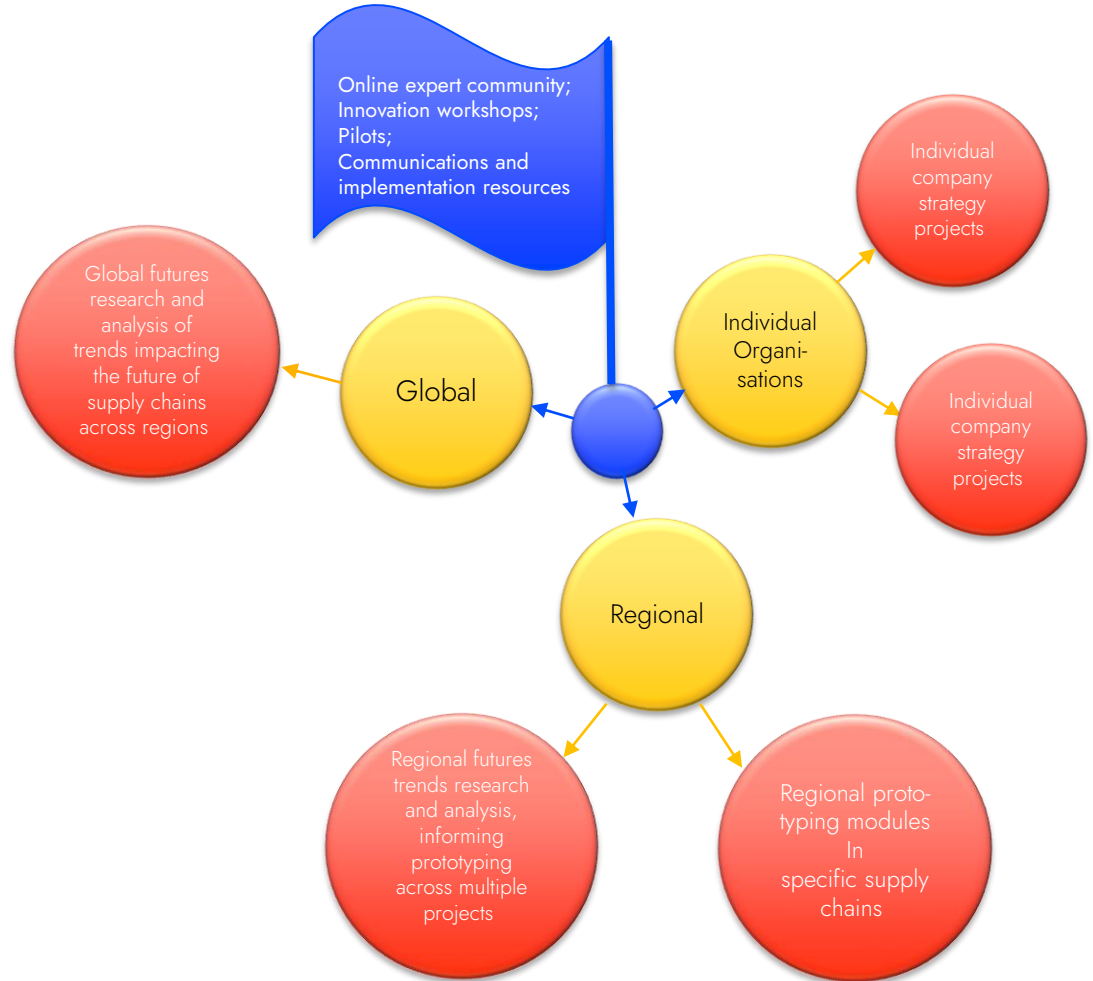 Online expert community;
Innovation workshops;
Pilots;
Communications and
implementation resources
Individual
company
strategy
projects
Global futures
research and
analysis of
trends impacting
the future of
supply chains
across regions
Global
Individual
Organi-
sations
Individual
company
strategy
projects
Regional
Regional futures
trends research
and analysis,
informing
prototyping
across multiple
projects
Regional proto-
typing modules
In
specific supply
chains